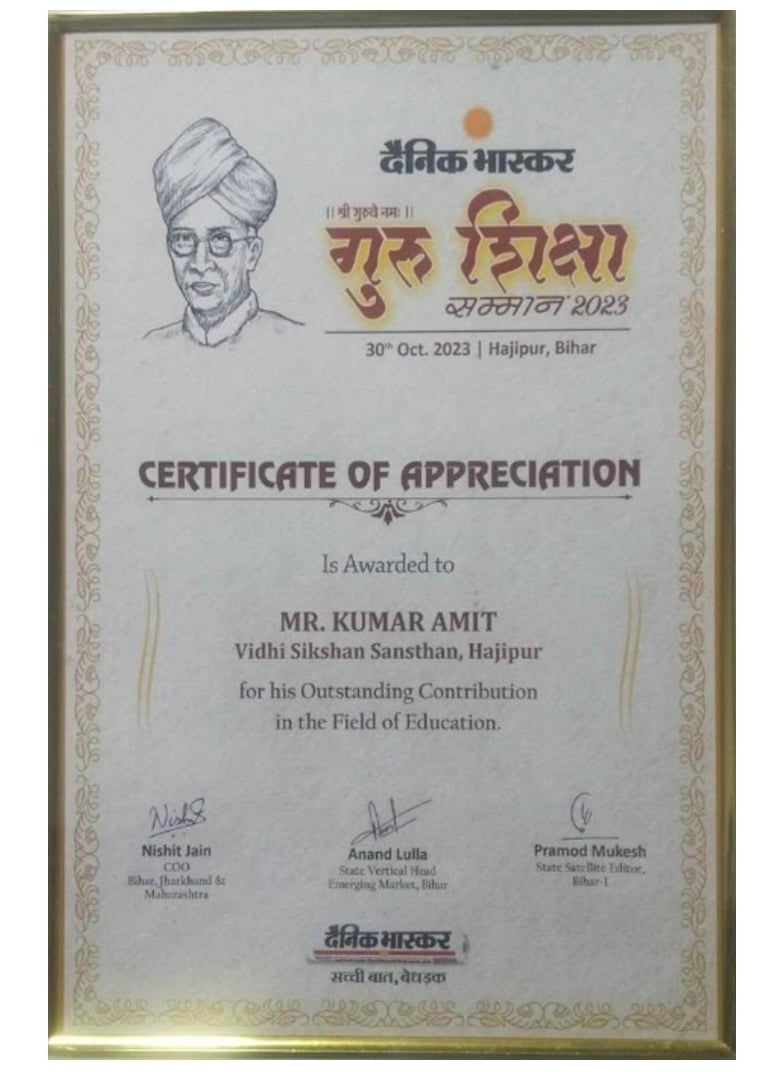 दैनिक भास्कर
।। श्री गुरुवे नमः ।।
गुरु शिक्षा
सम्मान 2023
30th Oct. 2023 | Hajipur, Bihar
CERTIFICATE OF APPRECIATION
Is Awarded to
MR. KUMAR AMIT
Vidhi Sikshan Sansthan, Hajipur
for his Outstanding Contribution
in the Field of Education.
Nishit Jain
COO
Bihar, Jharkhand &
Maharashtra
Anand Lulla
State Vertical Head
Emerging Market, Bihar
Pramod Mukesh
State Satellite Editor,
Bihar-1
दैनिक भास्कर
सच्ची बात, बेधड़क